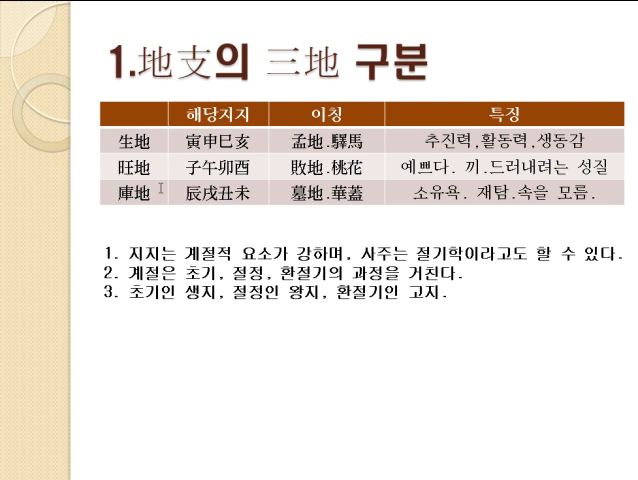 1.地支의 三地 구분
해당지지 이칭 특징
生地 寅申巳亥 孟地.驛馬 추진력,활동력,생동감
旺地 子午卯酉 敗地.桃花 예쁘다. 끼.드러내려는 성질
庫地 辰戌丑未 墓地.華蓋 소유욕. 재탐.속을 모름.
1. 지지는 계절적 요소가 강하며, 사주는 절기학이라고도 할 수 있다.
2. 계절은 초기, 절정, 환절기의 과정을 거친다.
3. 초기인 생지, 절정인 왕지, 환절기인 고지.